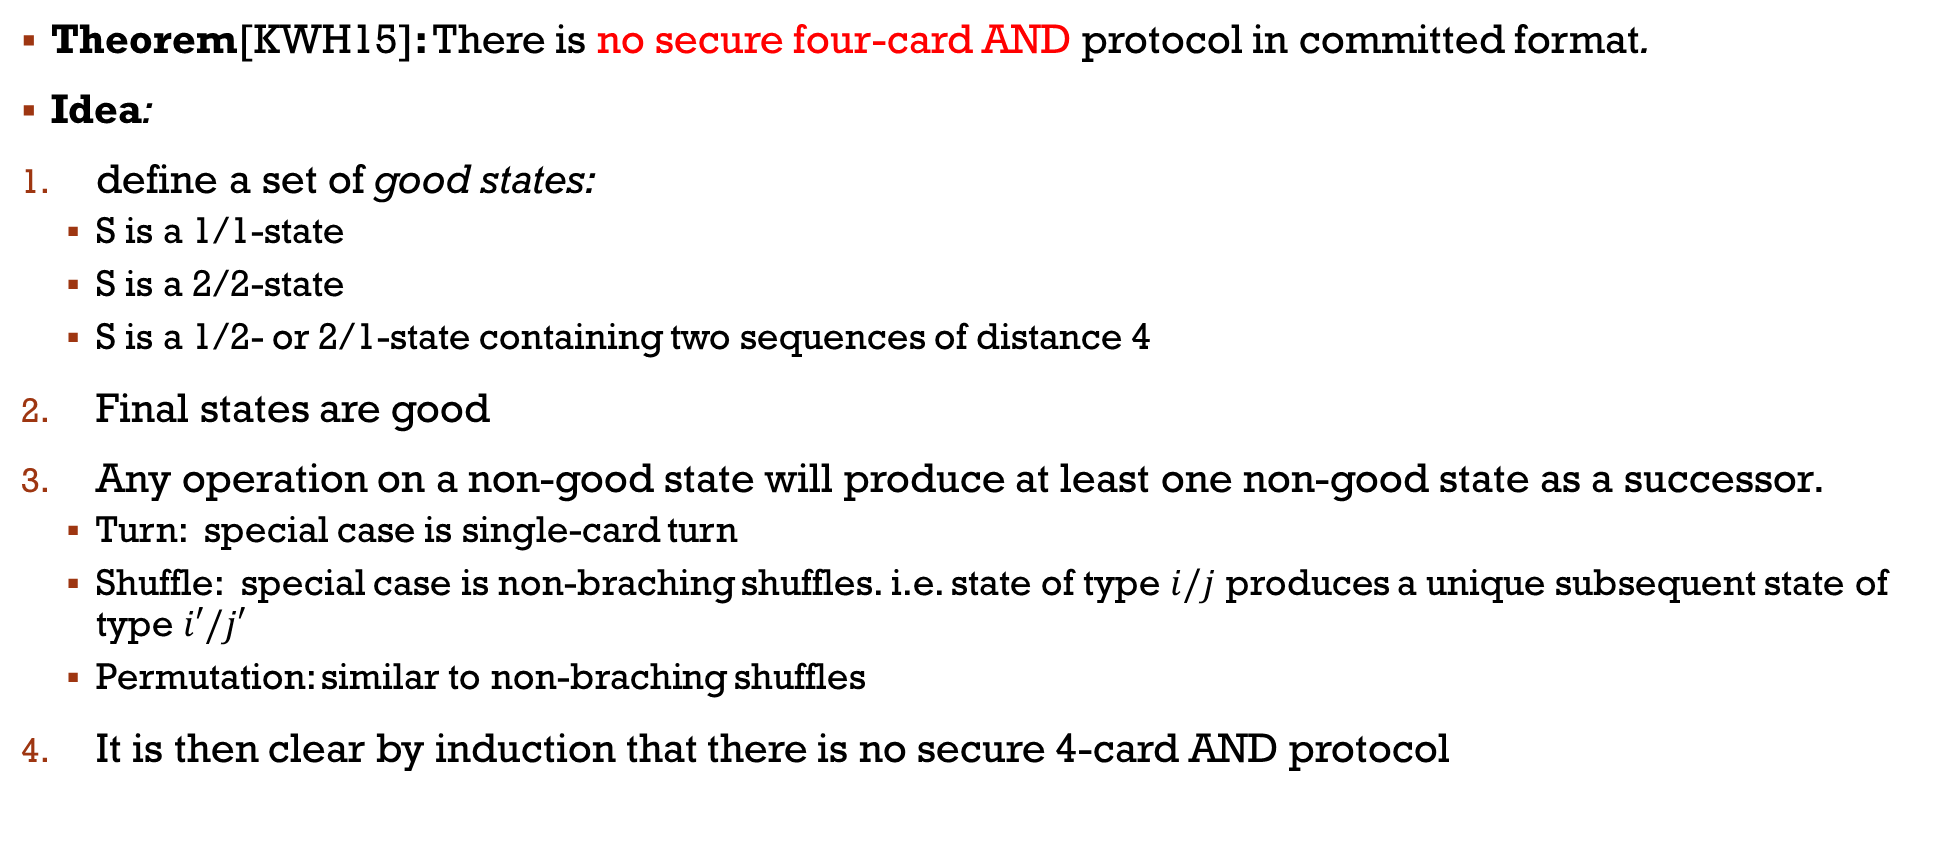 ▪ Theorem[KWH15]: There is no secure four-card AND protocol in committed format.
▪ Idea:
1. define a set of good states:
▪ S is a 1/1-state
▪ S is a 2/2-state
▪ S is a 1/2- or 2/1-state containing two sequences of distance 4
2. Final states are good
3. Any operation on a non-good state will produce at least one non-good state as a successor.
▪ Turn: special case is single-card turn
▪ Shuffle: special case is non-braching shuffles. i.e. state of type i/j produces a unique subsequent state of
type i′/j′
▪ Permutation: similar to non-braching shuffles
4. It is then clear by induction that there is no secure 4-card AND protocol